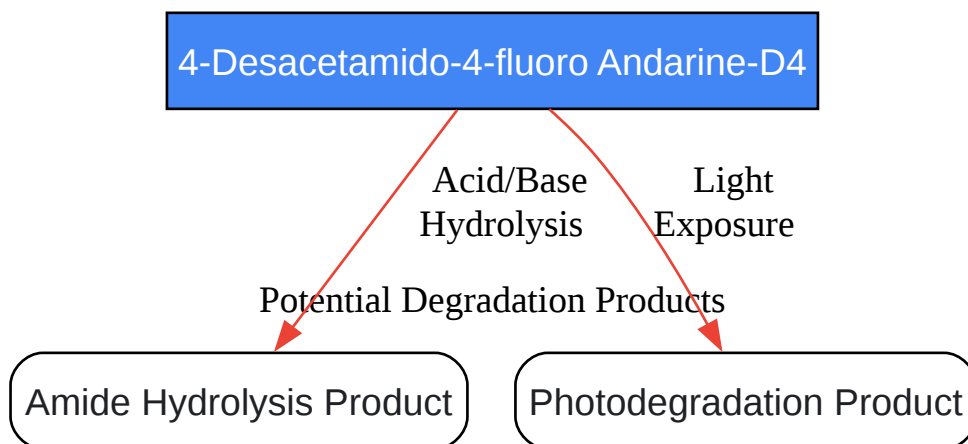 4-Desacetamido-4-fluoro Andarine-D4
Acid/Base
Hydrolysis
Light
Exposure
Potential Degradation Products
Amide Hydrolysis Product
Photodegradation Product